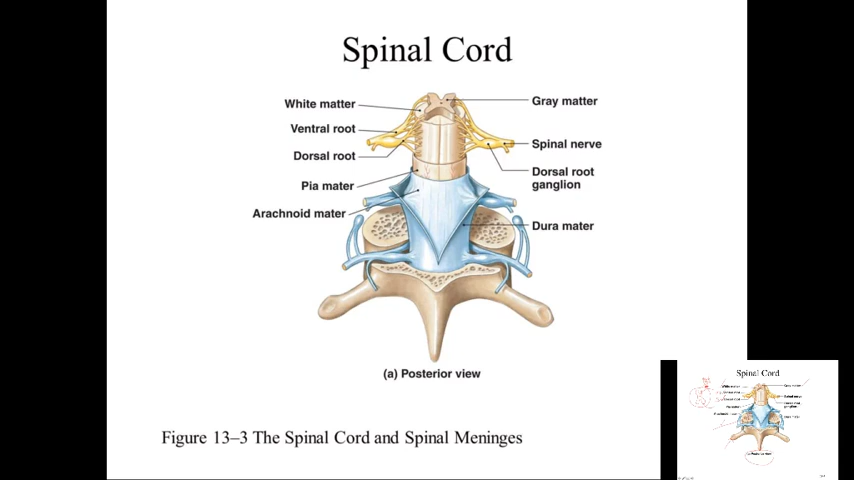 Spinal Cord
White matter
Gray matter
Ventral root
Spinal nerve
Dorsal root
Dorsal root
ganglion
Pia mater
Arachnoid mater
Dura mater
(a) Posterior view
Figure 13–3 The Spinal Cord and Spinal Meninges
Spinal Cord